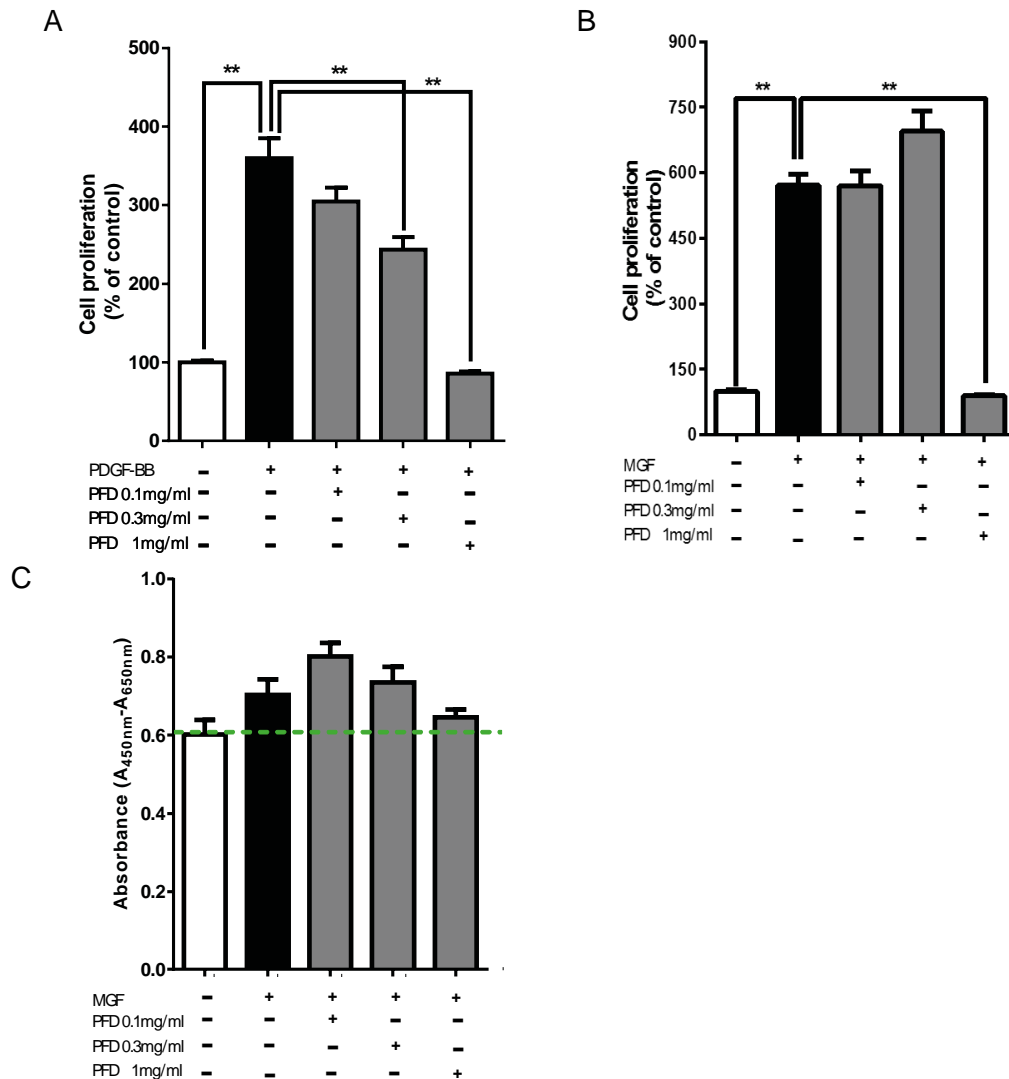 A
B
500
400
300
200
100
0
Cell proliferation
(% of control)
** ** **
PDGF-BB – + + + +
PFD 0.1mg/ml – – + – –
PFD 0.3mg/ml – – – + –
PFD 1mg/ml – – – – +
900
750
600
450
300
150
0
Cell proliferation
(% of control)
** **
MGF – + + + +
PFD 0.1mg/ml – – + – –
PFD 0.3mg/ml – – – + –
PFD 1mg/ml – – – – +
C
1.0
0.8
0.6
0.4
0.2
0.0
Absorbance (A450nm-A650nm)
MGF – + + + +
PFD 0.1mg/ml – – + – –
PFD 0.3mg/ml – – – + –
PFD 1mg/ml – – – – +